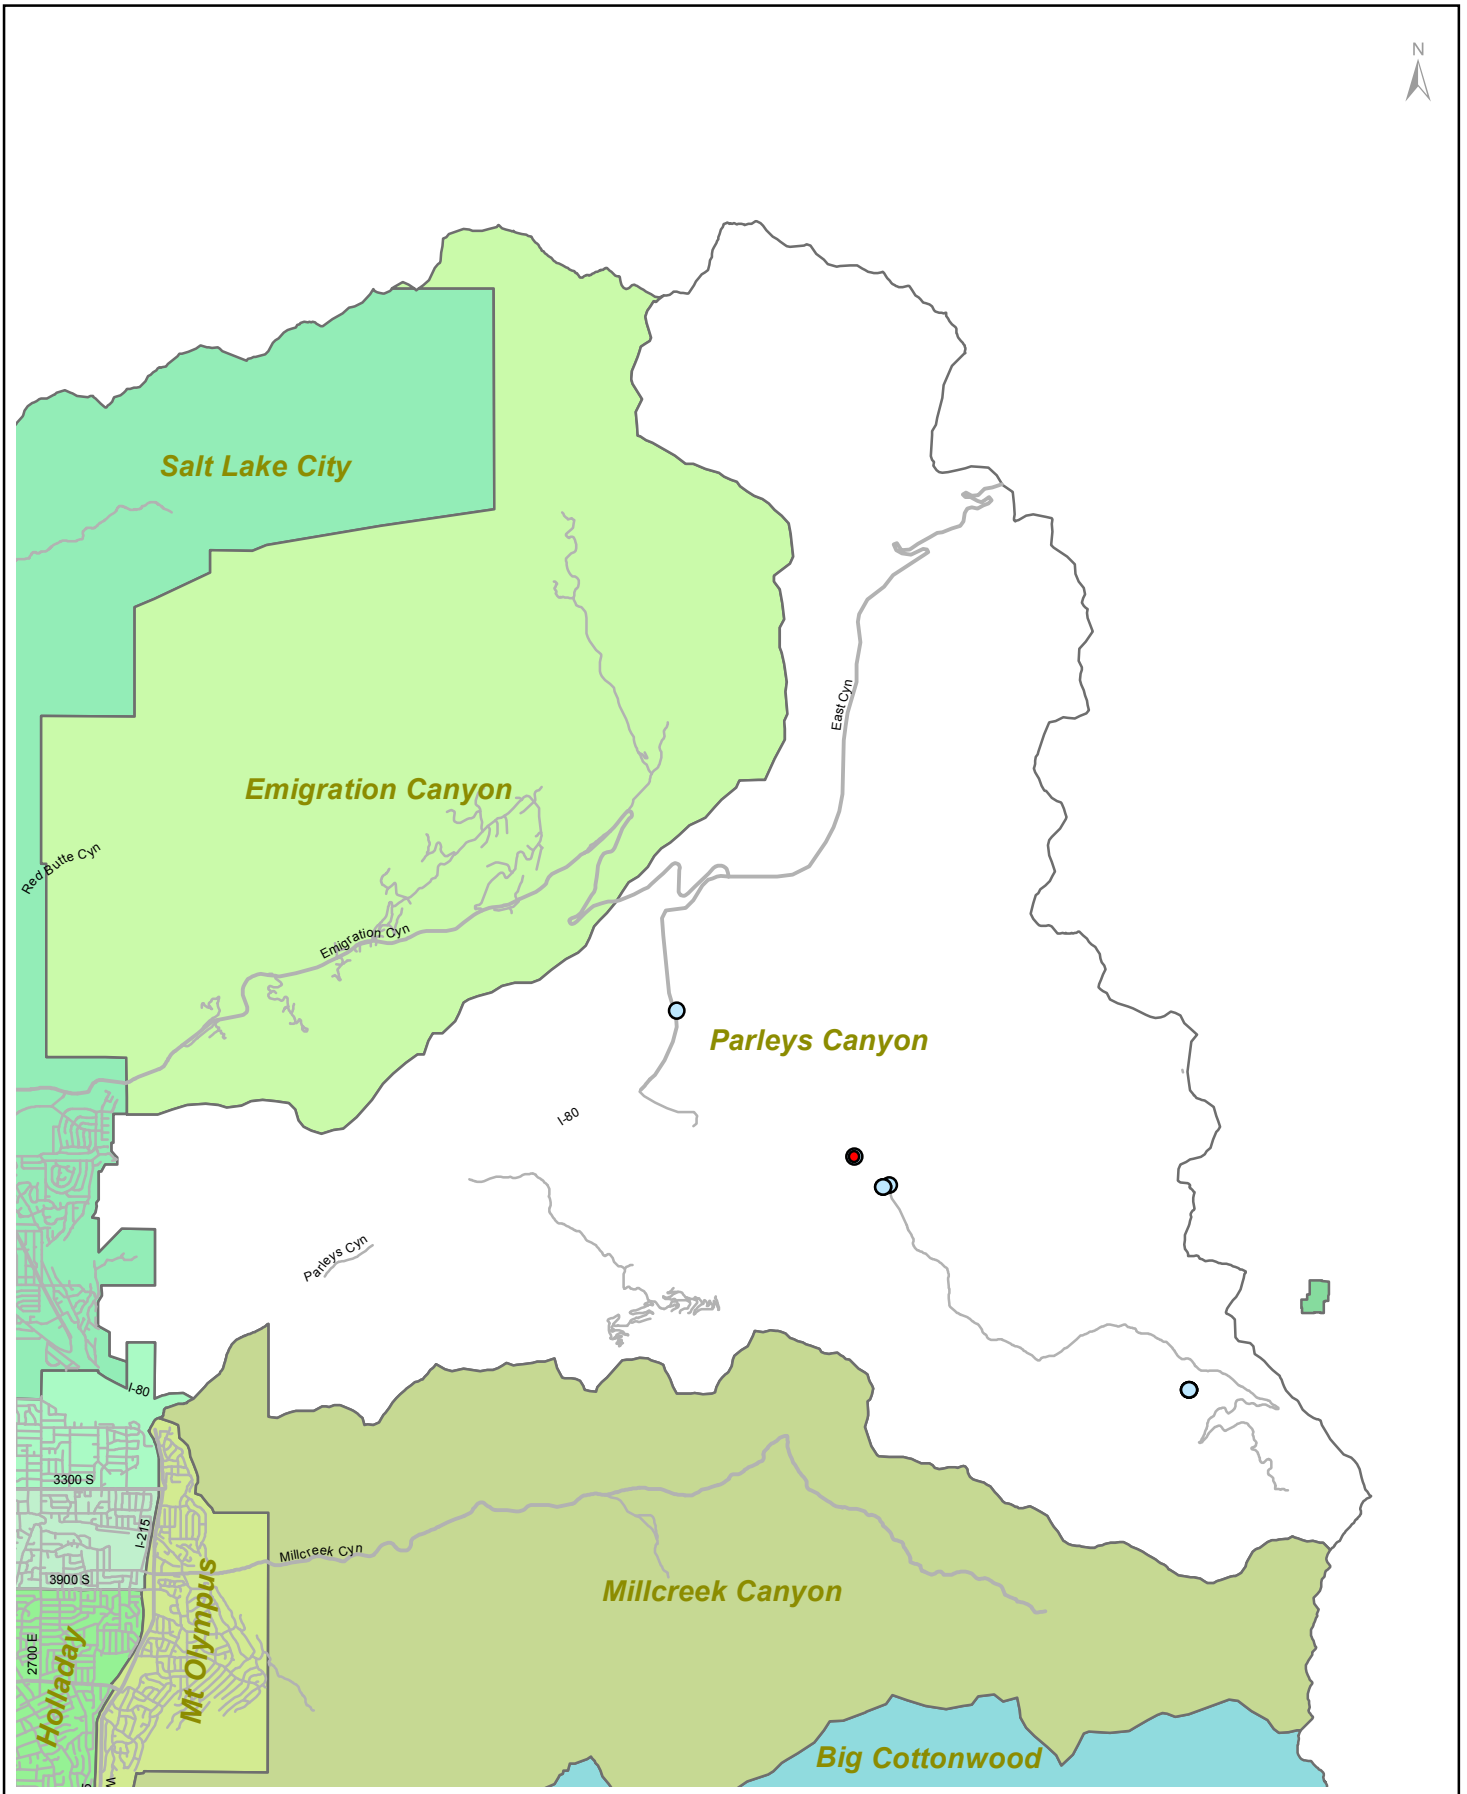 N
Salt Lake City
East Cyn
Emigration Canyon
Red Butte Cyn
Emigration Cyn
Parleys Canyon
I-80
Parleys Cyn
I-80
3300 S
I-215
Millcreek Cyn
3900 S
Millcreek Canyon
Mt Olympus
2700 E
Holladay
Big Cottonwood